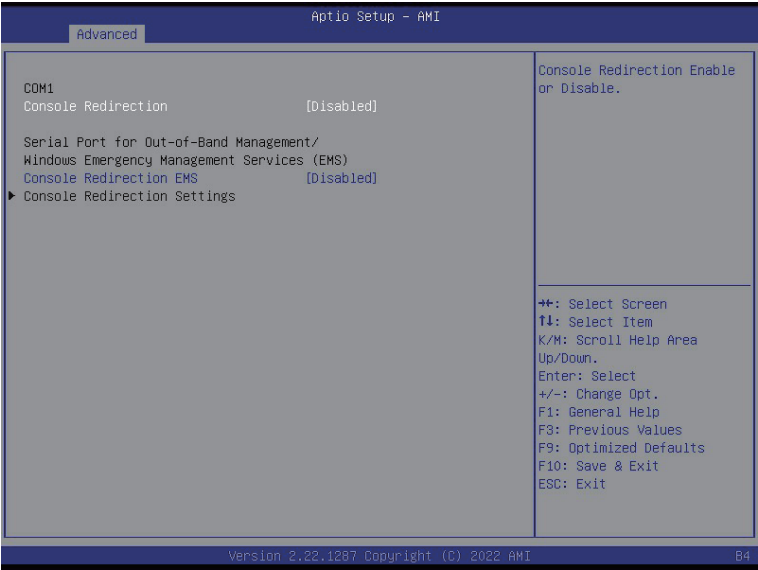 Aptio Setup – AMI
Advanced
COM1
Console Redirection [Disabled]
Serial Port for Out-of-Band Management/
Windows Emergency Management Services (EMS)
Console Redirection EMS [Disabled]
Console Redirection Settings
Console Redirection Enable
or Disable.
→←: Select Screen
↑↓: Select Item
K/M: Scroll Help Area
Up/Down.
Enter: Select
+/-: Change Opt.
F1: General Help
F3: Previous Values
F9: Optimized Defaults
F10: Save & Exit
ESC: Exit
Version 2.22.1287 Copyright (C) 2022 AMI
B4